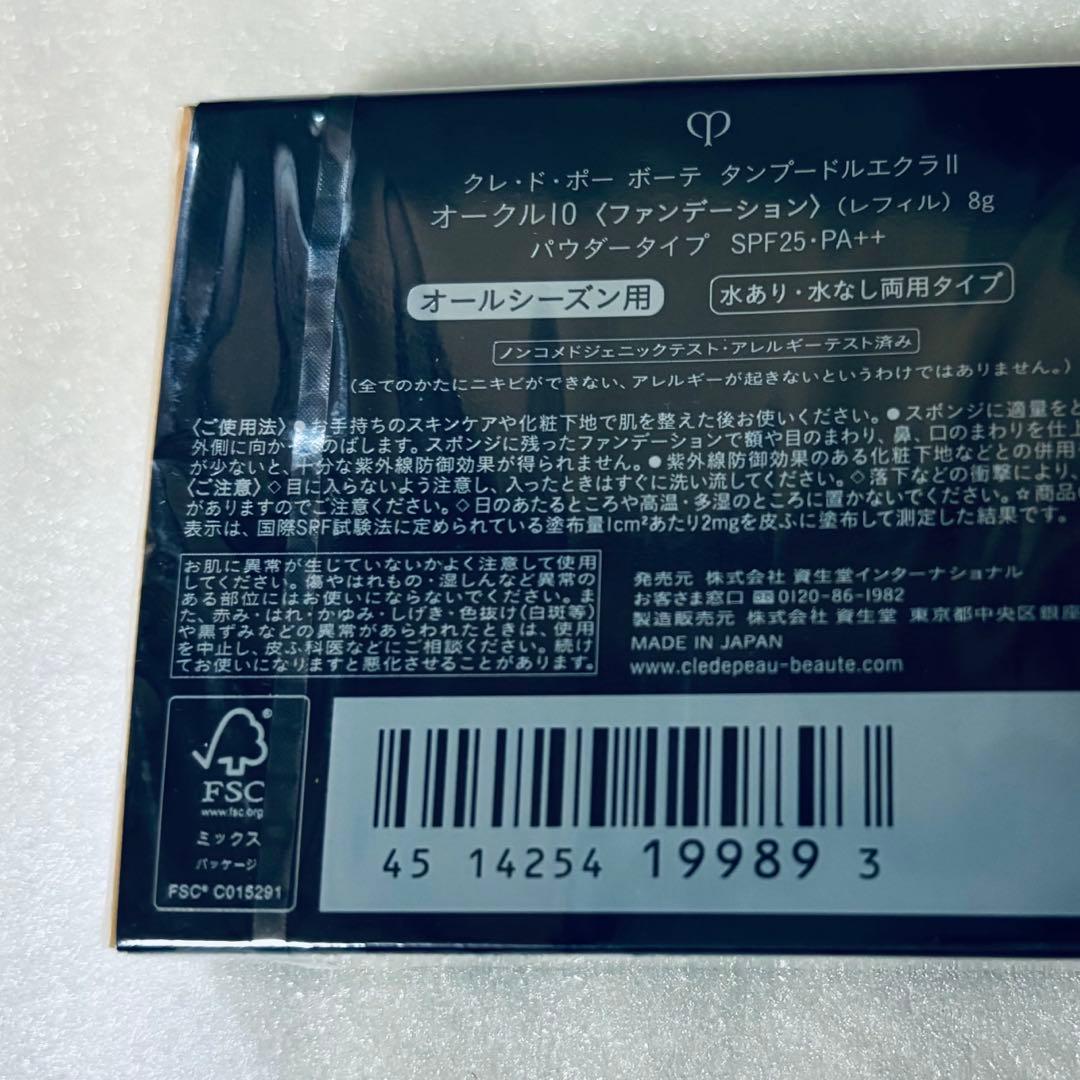 クレ・ド・ポー ボーテ タンプードルエクラⅡ
オークル10〈ファンデーション〉(レフィル) 8g
パウダータイプ SPF25・PA++
オールシーズン用
水あり・水なし両用タイプ
ノンコメドジェニックテスト・アレルギーテスト済み
(全てのかたにニキビができない、アレルギーが起きないというわけではありません。)
〈ご使用法〉●お手持ちのスキンケアや化粧下地で肌を整えた後お使いください。●スポンジに適量をと
外側に向か のばします。スポンジに残ったファンデーションで額や目のまわり、鼻、口のまわりを仕上
が少ないと、十分な紫外線防御効果が得られません。●紫外線防御効果のある化粧下地などとの併用
〈ご注意〉◇目に入らないよう注意し、入ったときはすぐに洗い流してください。◇落下などの衝撃により、
がありますのでご注意ください。◇日のあたるところや高温・多湿のところに置かないでください。☆商品
表示は、国際SPF試験法に定められている塗布量1cm²あたり2mgを皮ふに塗布して測定した結果です。
お肌に異常が生じていないかよく注意して使用
してください。傷やはれもの・湿しんなど異常の
ある部位にはお使いにならないでください。ま
た、赤み・はれ・かゆみ・しげき・色抜け(白斑等)
や黒ずみなどの異常があらわれたときは、使用
を中止し、皮ふ科医などにご相談ください。続け
てお使いになりますと悪化させることがあります。
発売元 株式会社 資生堂インターナショナル
お客さま窓口 0120-86-1982
製造販売元 株式会社 資生堂 東京都中央区銀座
MADE IN JAPAN
www.cledepeau-beaute.com
FSC
www.fsc.org
ミックス
パッケージ
FSC® C015291
45 14254 19989 3